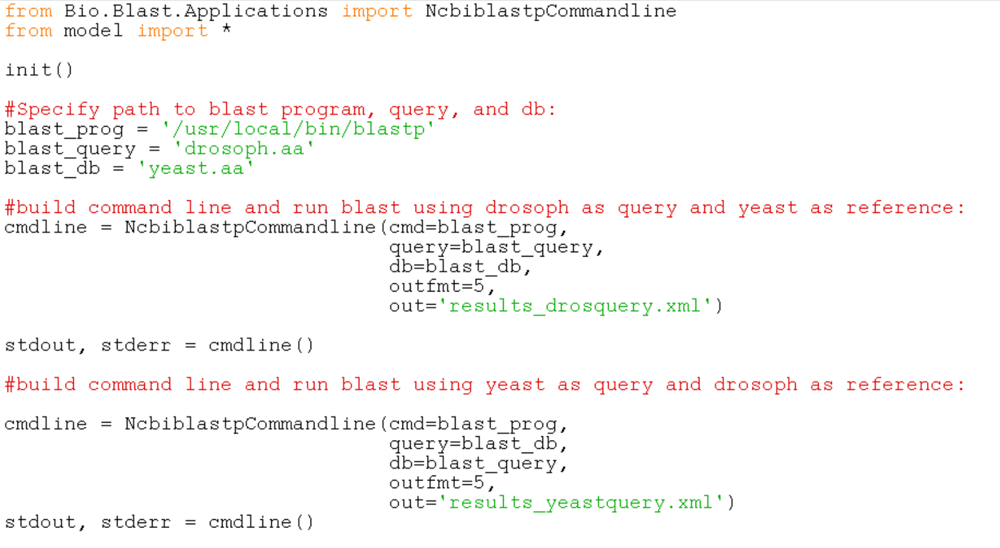 from Bio.Blast.Applications import NcbiblastpCommandline
from model import *
init()
#Specify path to blast program, query, and db:
blast_prog = '/usr/local/bin/blastp'
blast_query = 'drosoph.aa'
blast_db = 'yeast.aa'
#build command line and run blast using drosoph as query and yeast as reference:
cmdline = NcbiblastpCommandline(cmd=blast_prog,
query=blast_query,
db=blast_db,
outfmt=5,
out='results_drosquery.xml')
stdout, stderr = cmdline()
#build command line and run blast using yeast as query and drosoph as reference:
cmdline = NcbiblastpCommandline(cmd=blast_prog,
query=blast_db,
db=blast_query,
outfmt=5,
out='results_yeastquery.xml')
stdout, stderr = cmdline()